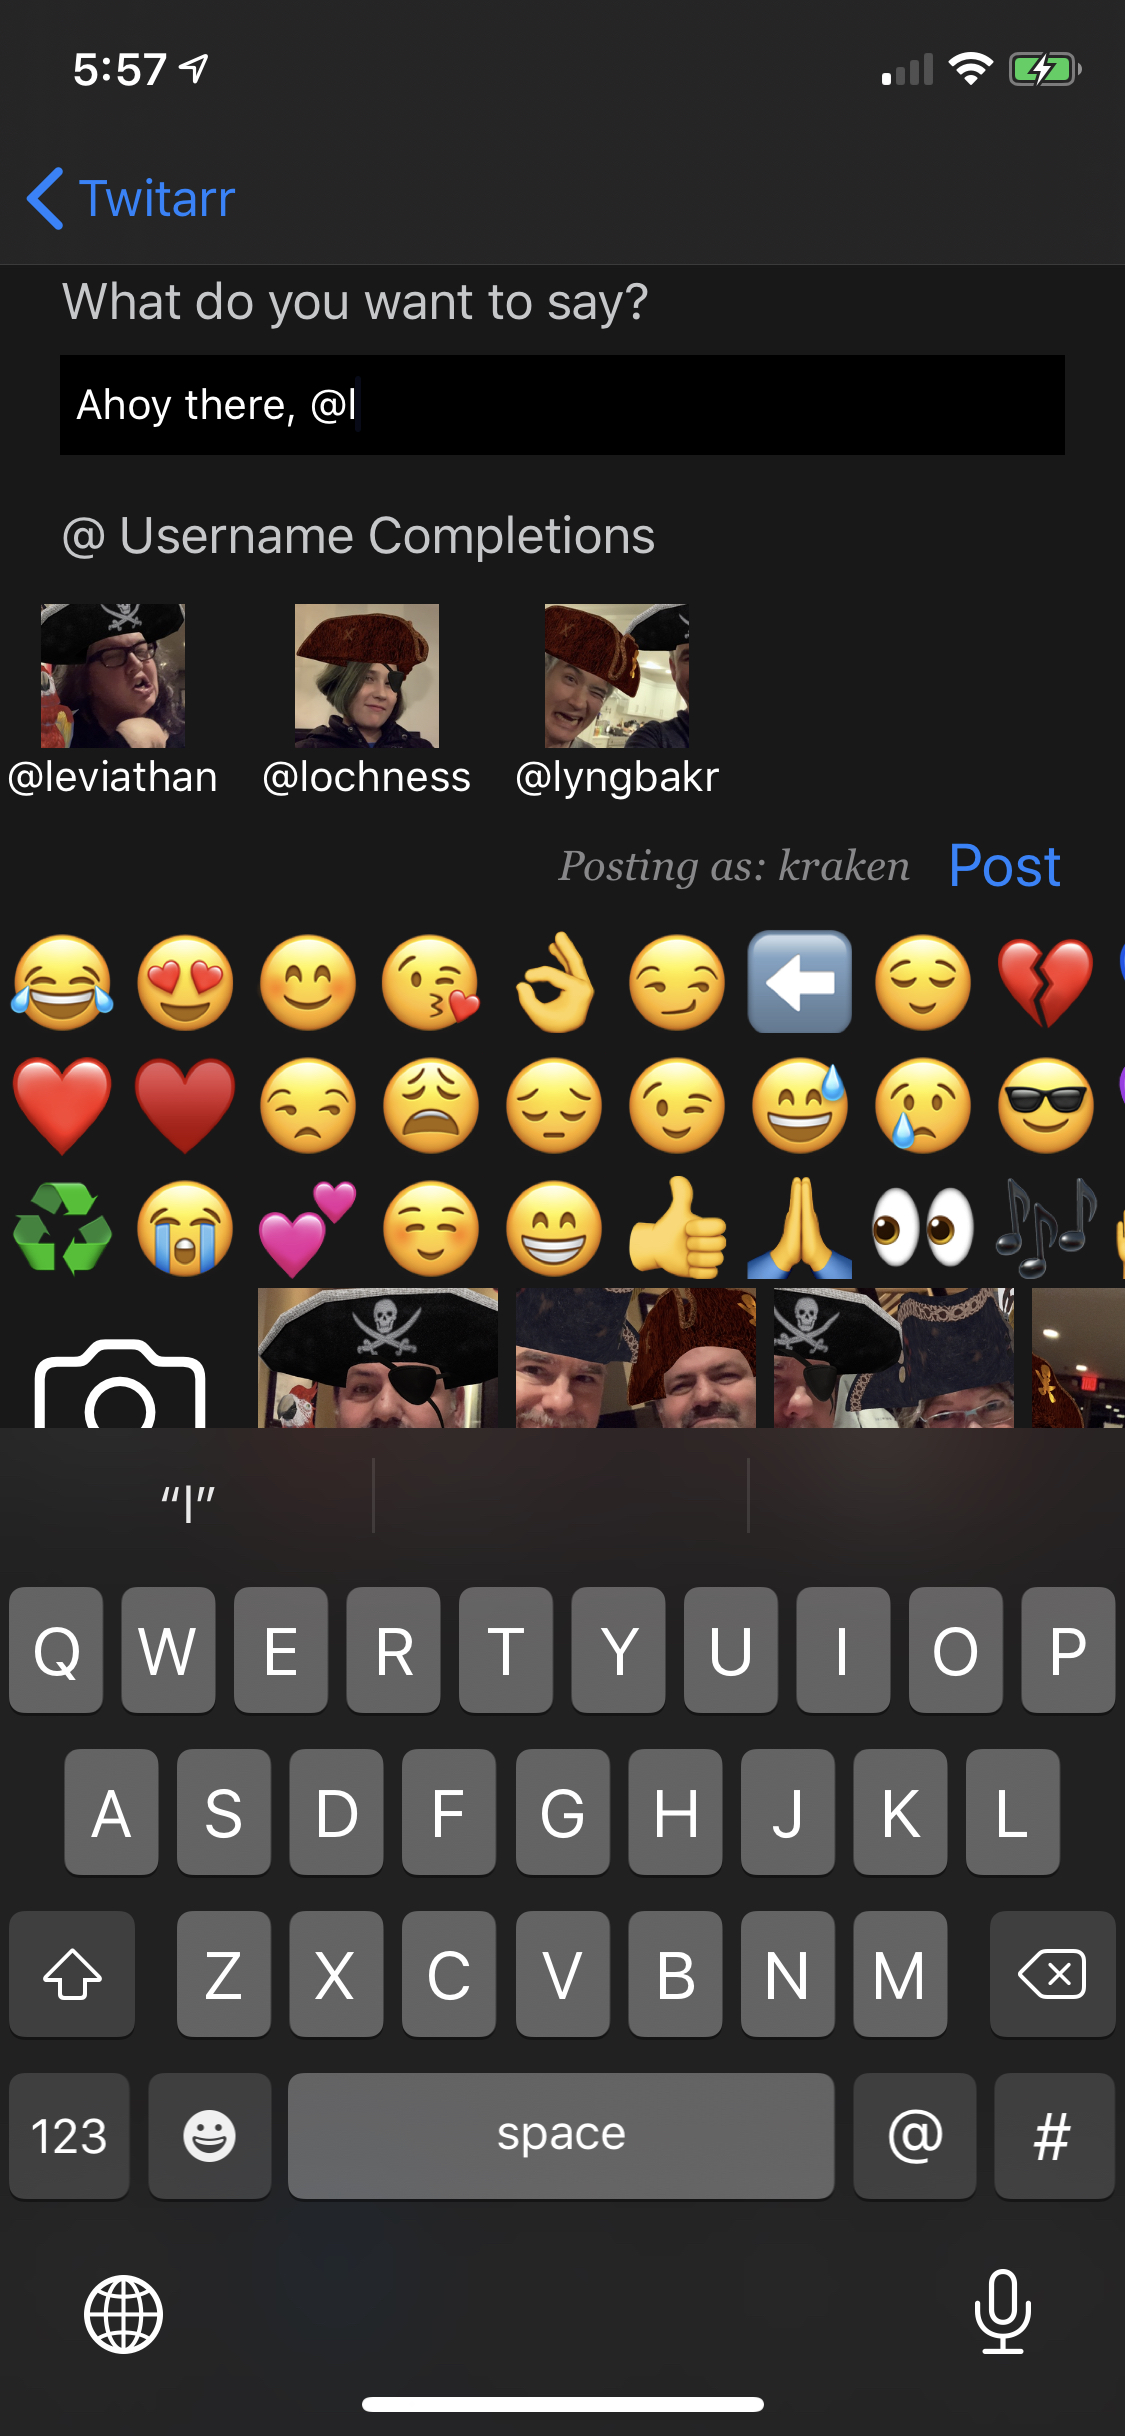 5:57
Twitarr
What do you want to say?
Ahoy there, @l
@ Username Completions
@leviathan @lochness @lyngbakr
Posting as: kraken Post
“l”
Q W E R T Y U I O P
A S D F G H J K L
Z X C V B N M
123 space @ #